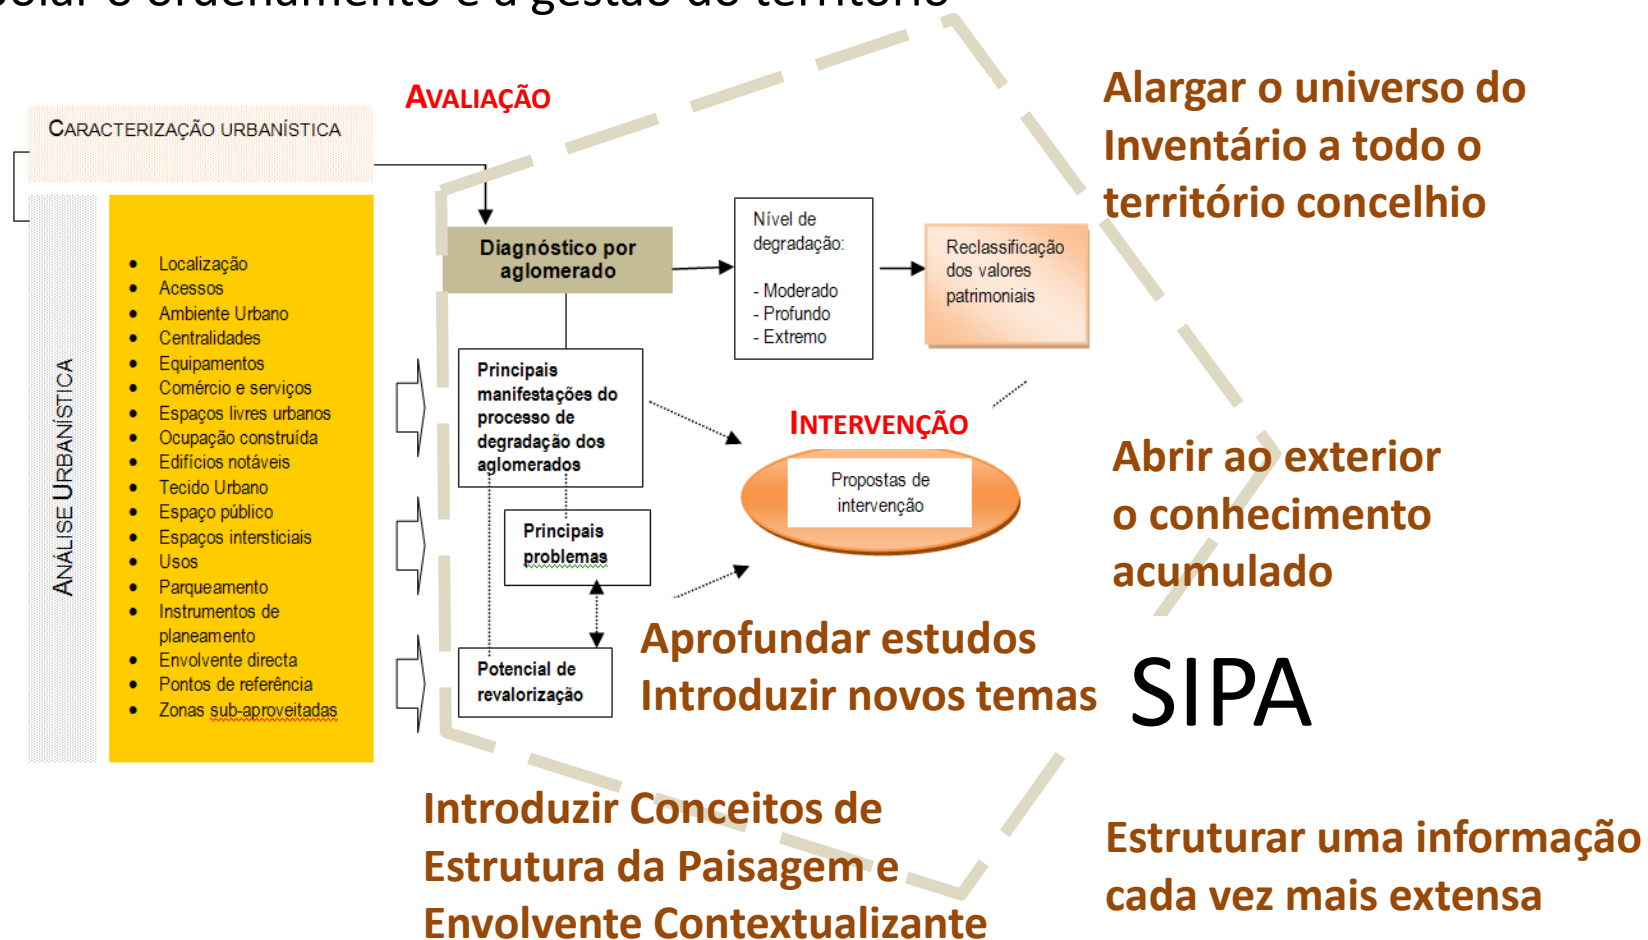 o ordenamento e a gestão do território
AVALIAÇÃO
CARACTERIZAÇÃO URBANÍSTICA
ANÁLISE URBANÍSTICA
• Localização
• Acessos
• Ambiente Urbano
• Centralidades
• Equipamentos
• Comércio e serviços
• Espaços livres urbanos
• Ocupação construída
• Edifícios notáveis
• Tecido Urbano
• Espaço público
• Espaços intersticiais
• Usos
• Parqueamento
• Instrumentos de
planeamento
• Envolvente directa
• Pontos de referência
• Zonas sub-aproveitadas
Diagnóstico por
aglomerado
Nível de
degradação:
- Moderado
- Profundo
- Extremo
Reclassificação
dos valores
patrimoniais
Principais
manifestações do
processo de
degradação dos
aglomerados
Principais
problemas
Potencial de
revalorização
INTERVENÇÃO
Propostas de
intervenção
Alargar o universo do
Inventário a todo o
território concelhio
Abrir ao exterior
o conhecimento
acumulado
Aprofundar estudos
Introduzir novos temas
SIPA
Introduzir Conceitos de
Estrutura da Paisagem e
Envolvente Contextualizante
Estruturar uma informação
cada vez mais extensa